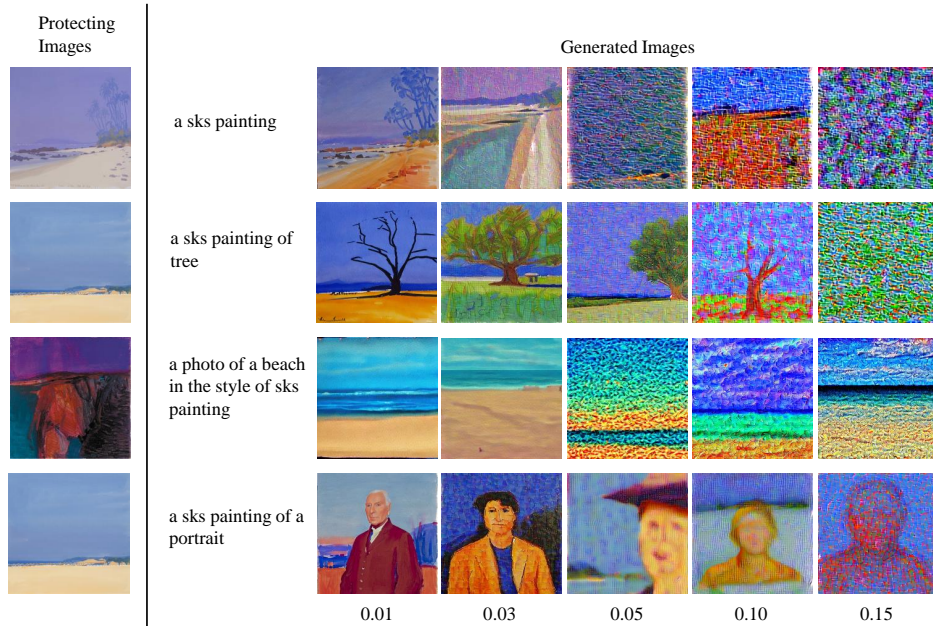 Protecting
Images
Generated Images
a sks painting
a sks painting of
tree
a photo of a beach
in the style of sks
painting
a sks painting of a
portrait
0.01 0.03 0.05 0.10 0.15